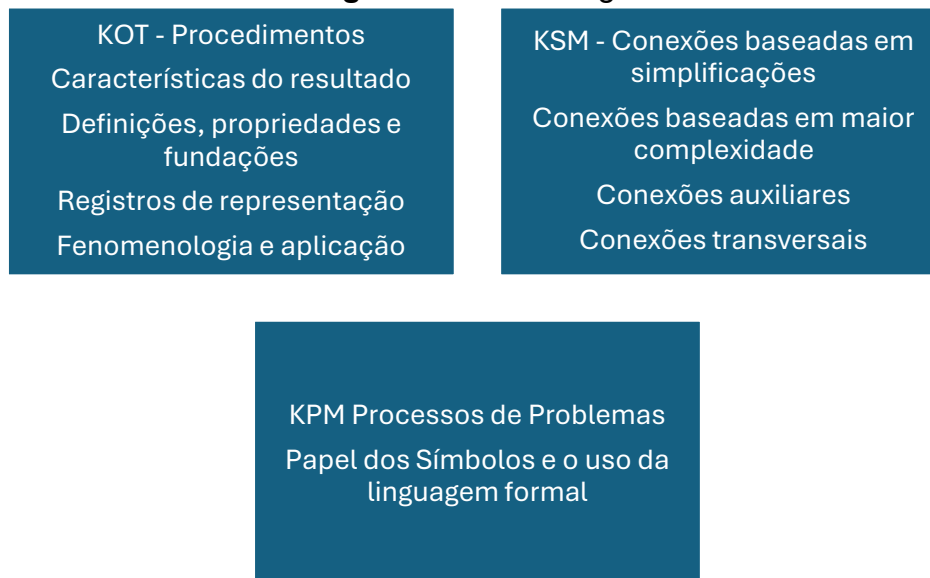 KOT - Procedimentos
Características do resultado
Definições, propriedades e
fundações
Registros de representação
Fenomenologia e aplicação
KSM - Conexões baseadas em
simplificações
Conexões baseadas em maior
complexidade
Conexões auxiliares
Conexões transversais
KPM Processos de Problemas
Papel dos Símbolos e o uso da
linguagem formal